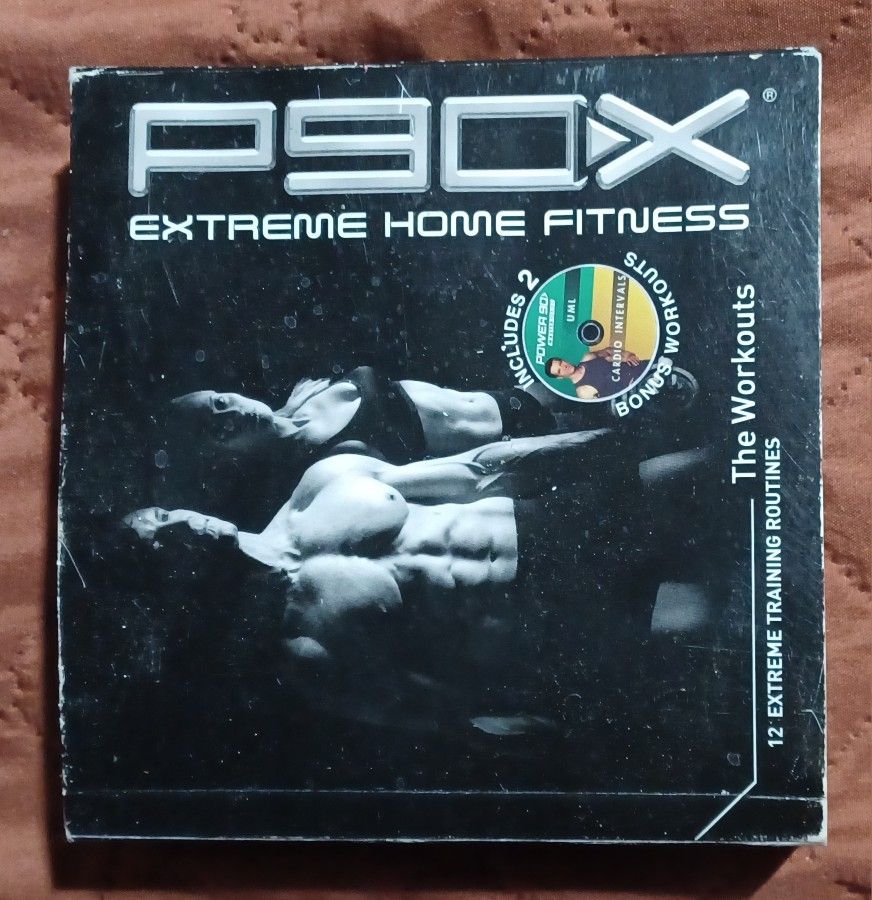 P90X®
EXTREME HOME FITNESS
INCLUDES 2
BONUS WORKOUTS
POWER 90
UML
CARDIO INTERVALS
The Workouts
12 EXTREME TRAINING ROUTINES